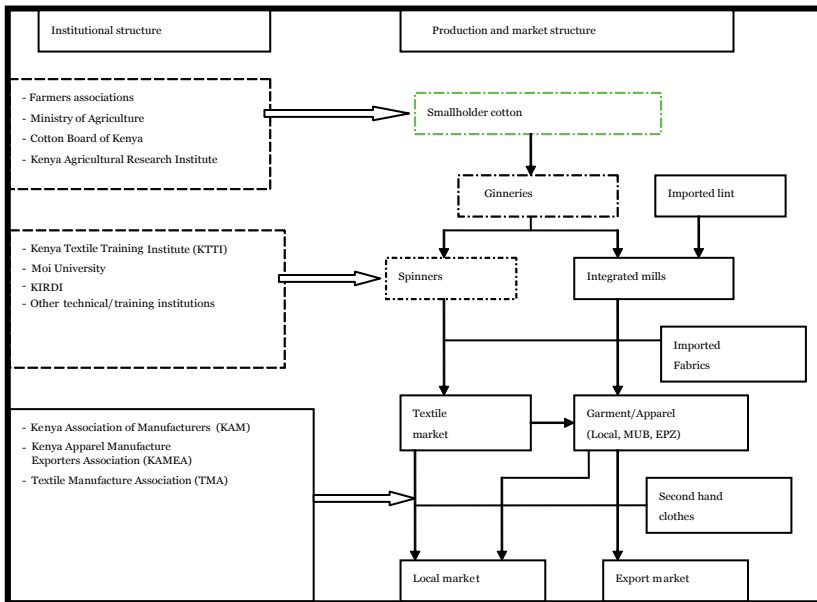 Institutional structure
Production and market structure
- Farmers associations
- Ministry of Agriculture
- Cotton Board of Kenya
- Kenya Agricultural Research Institute
Smallholder cotton
Ginneries
Imported lint
- Kenya Textile Training Institute (KTTI)
- Moi University
- KIRDI
- Other technical/training institutions
Spinners
Integrated mills
Imported
Fabrics
- Kenya Association of Manufacturers (KAM)
- Kenya Apparel Manufacture
Exporters Association (KAMEA)
- Textile Manufacture Association (TMA)
Textile
market
Garment/Apparel
(Local, MUB, EPZ)
Second hand
clothes
Local market
Export market